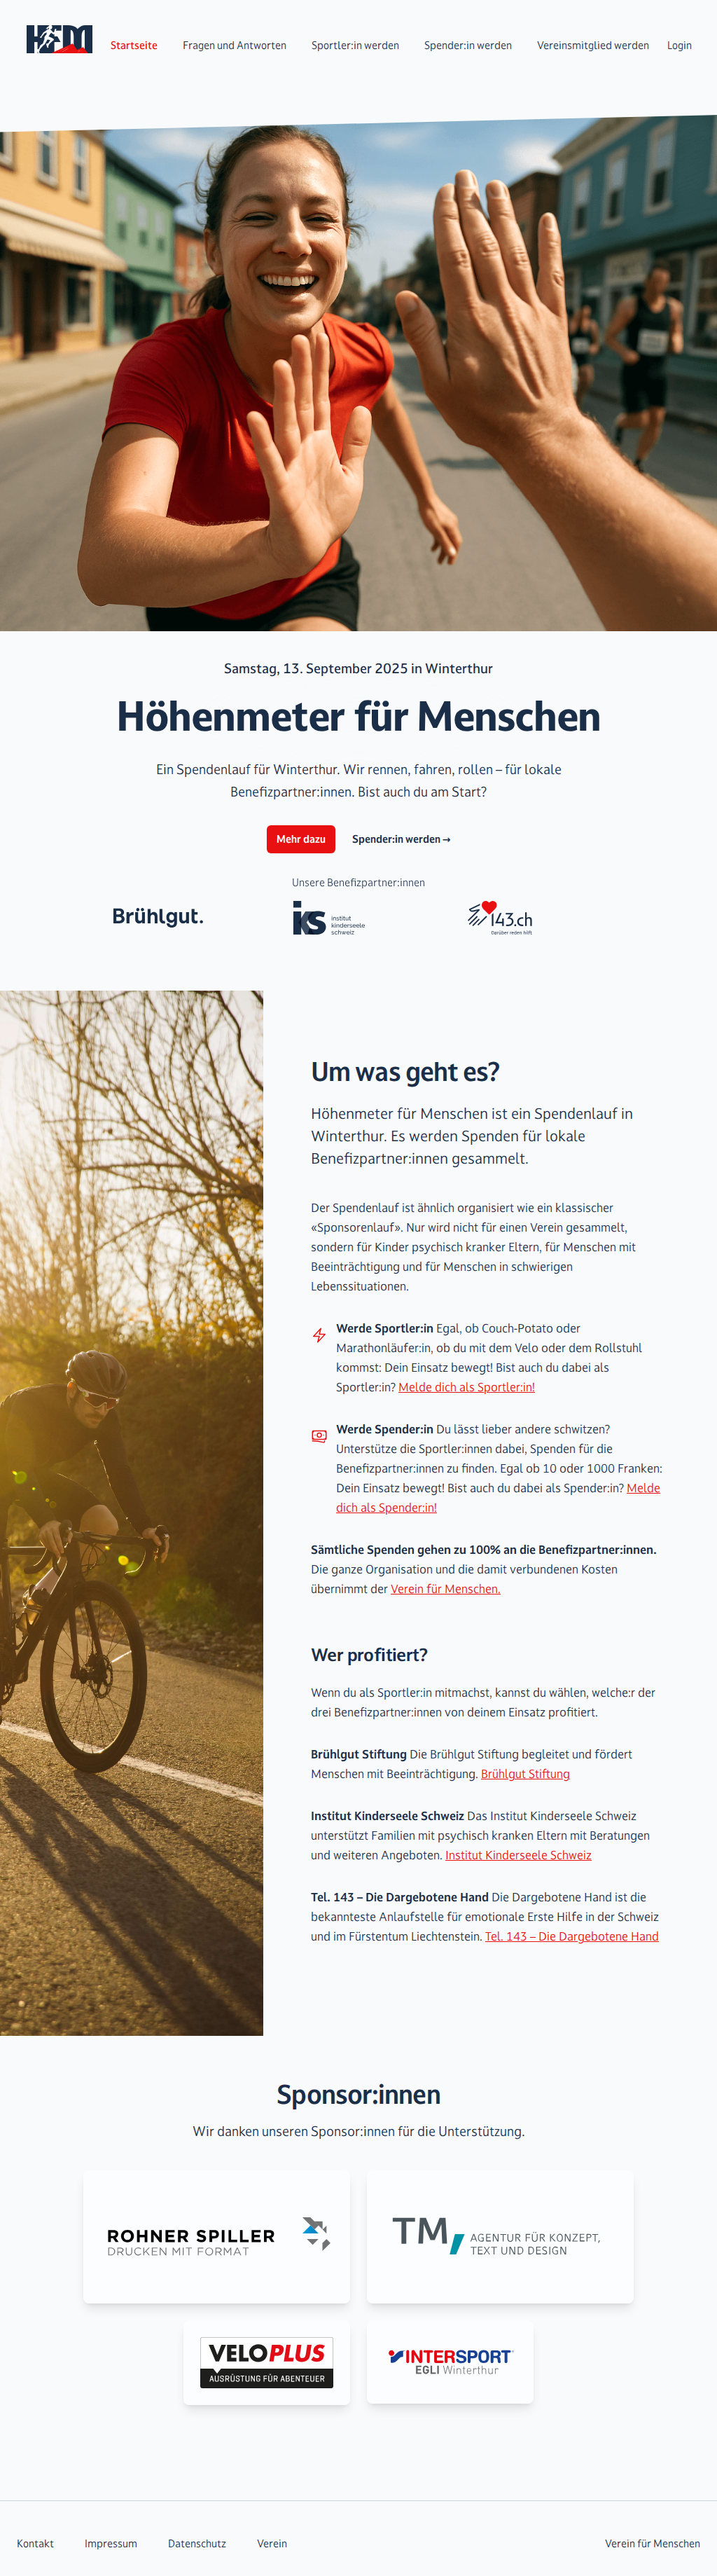 HFM
Startseite
Fragen und Antworten
Sportler:in werden
Spender:in werden
Vereinsmitglied werden
Login
Samstag, 13. September 2025 in Winterthur
Höhenmeter für Menschen
Ein Spendenlauf für Winterthur. Wir rennen, fahren, rollen – für lokale
Benefizpartner:innen. Bist auch du am Start?
Mehr dazu
Spender:in werden →
Unsere Benefizpartner:innen
Brühlgut.
iks
institut
kinderseele
schweiz
143.ch
Darüber reden hilft
Um was geht es?
Höhenmeter für Menschen ist ein Spendenlauf in
Winterthur. Es werden Spenden für lokale
Benefizpartner:innen gesammelt.
Der Spendenlauf ist ähnlich organisiert wie ein klassischer
«Sponsorenlauf». Nur wird nicht für einen Verein gesammelt,
sondern für Kinder psychisch kranker Eltern, für Menschen mit
Beeinträchtigung und für Menschen in schwierigen
Lebenssituationen.
Werde Sportler:in Egal, ob Couch-Potato oder
Marathonläufer:in, ob du mit dem Velo oder dem Rollstuhl
kommst: Dein Einsatz bewegt! Bist auch du dabei als
Sportler:in? Melde dich als Sportler:in!
Werde Spender:in Du lässt lieber andere schwitzen?
Unterstütze die Sportler:innen dabei, Spenden für die
Benefizpartner:innen zu finden. Egal ob 10 oder 1000 Franken:
Dein Einsatz bewegt! Bist auch du dabei als Spender:in? Melde
dich als Spender:in!
Sämtliche Spenden gehen zu 100% an die Benefizpartner:innen.
Die ganze Organisation und die damit verbundenen Kosten
übernimmt der Verein für Menschen.
Wer profitiert?
Wenn du als Sportler:in mitmachst, kannst du wählen, welche:r der
drei Benefizpartner:innen von deinem Einsatz profitiert.
Brühlgut Stiftung Die Brühlgut Stiftung begleitet und fördert
Menschen mit Beeinträchtigung. Brühlgut Stiftung
Institut Kinderseele Schweiz Das Institut Kinderseele Schweiz
unterstützt Familien mit psychisch kranken Eltern mit Beratungen
und weiteren Angeboten. Institut Kinderseele Schweiz
Tel. 143 – Die Dargebotene Hand Die Dargebotene Hand ist die
bekannteste Anlaufstelle für emotionale Erste Hilfe in der Schweiz
und im Fürstentum Liechtenstein. Tel. 143 – Die Dargebotene Hand
Sponsor:innen
Wir danken unseren Sponsor:innen für die Unterstützung.
ROHNER SPILLER
DRUCKEN MIT FORMAT
TM,
AGENTUR FÜR KONZEPT,
TEXT UND DESIGN
VELOPLUS
AUSRÜSTUNG FÜR ABENTEUER
INTERSPORT
EGLI Winterthur
Kontakt
Impressum
Datenschutz
Verein
Verein für Menschen